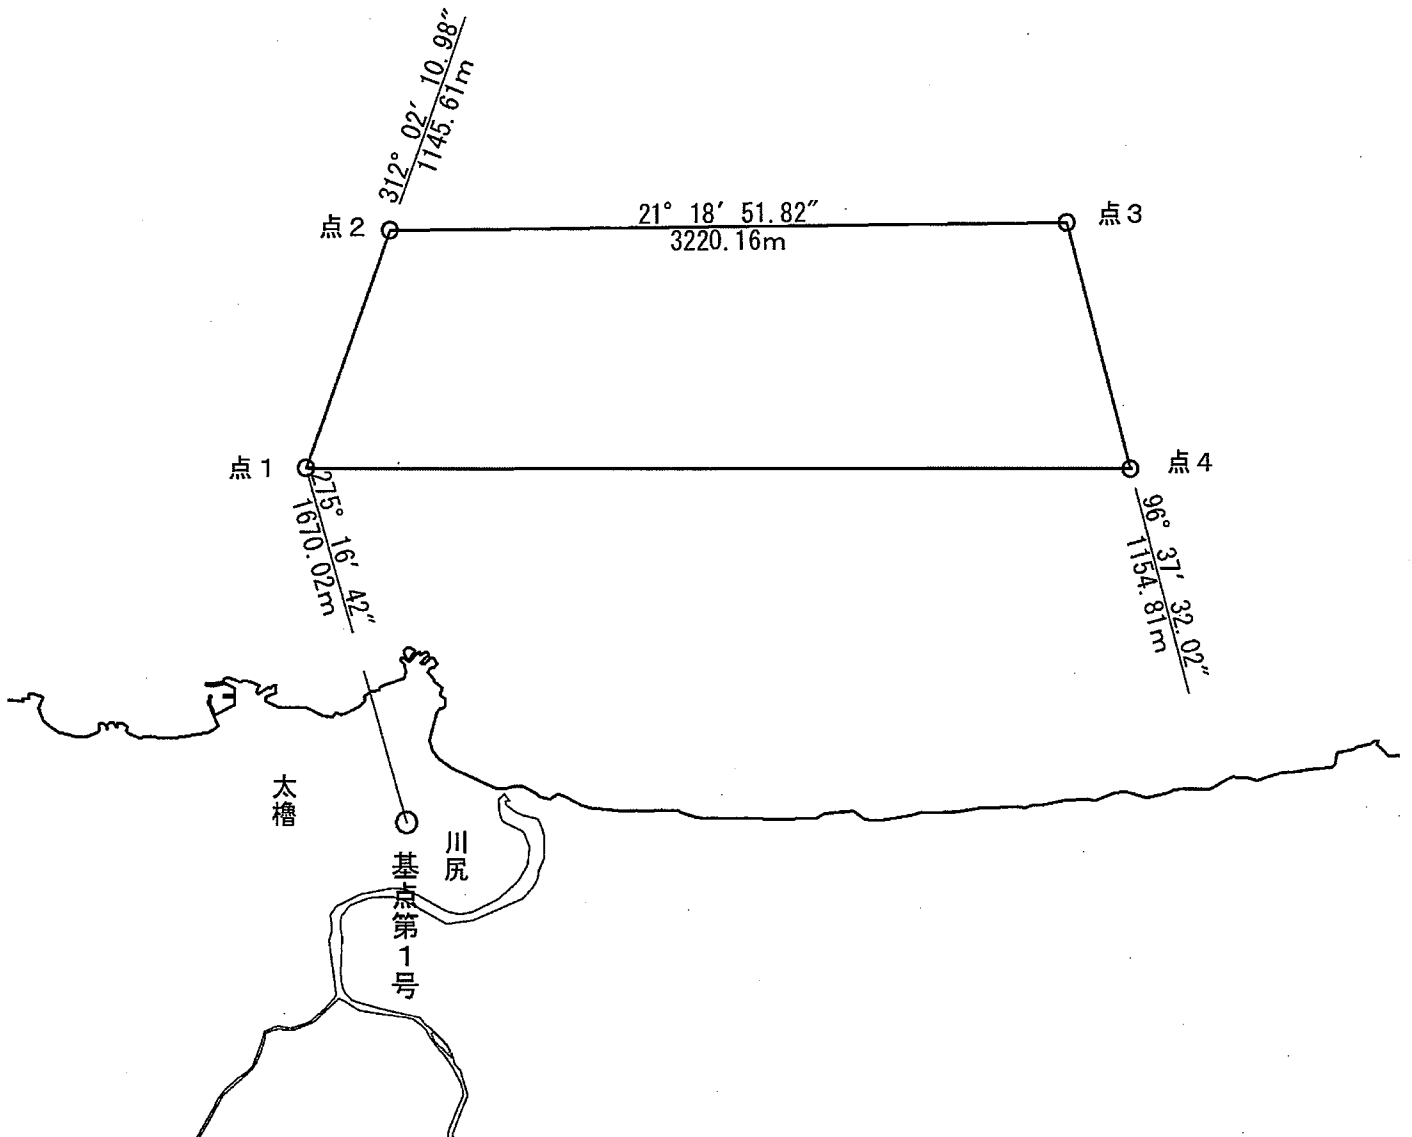 312° 02′ 10.98″
1145.61m
点2
21° 18′ 51.82″
3220.16m
点3
点1
点4
275° 16′ 42″
1670.02m
96° 37′ 32.02″
1154.81m
太櫓
川尻
基点第1号